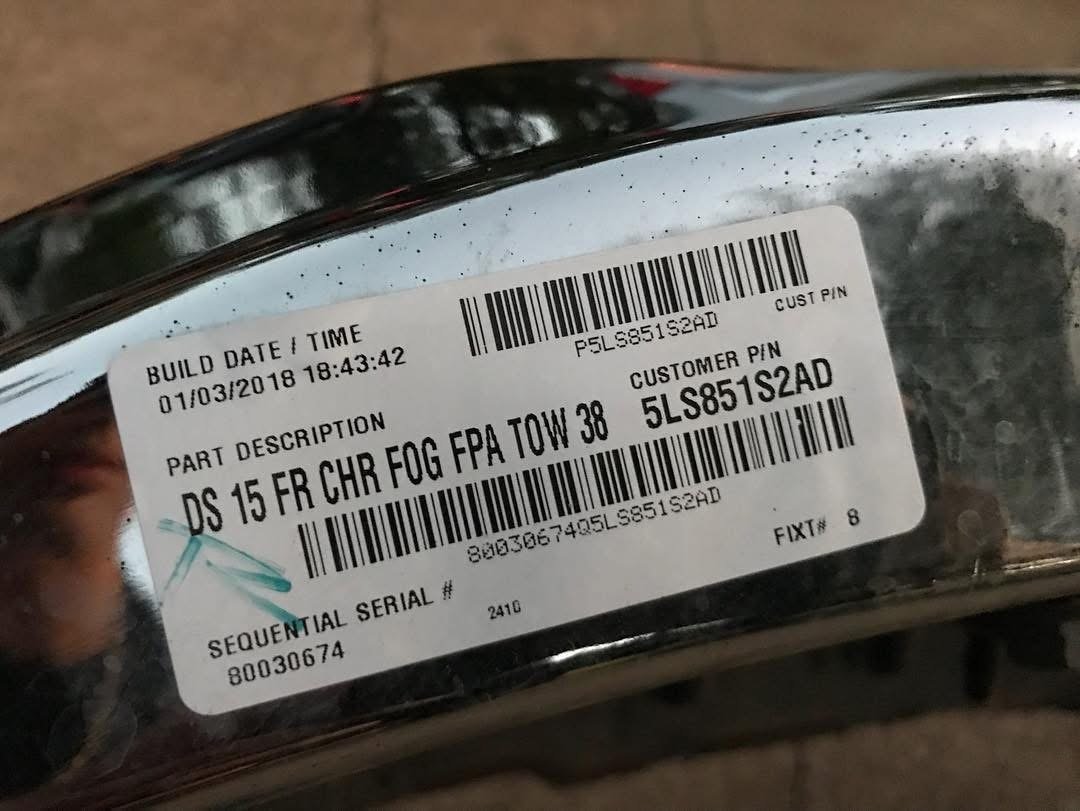 BUILD DATE / TIME
01/03/2018 18:43:42
P5LS851S2AD
CUST P/N
PART DESCRIPTION
DS 15 FR CHR FOG FPA TOW 38
CUSTOMER P/N
5LS851S2AD
80030674Q5LS851S2AD
SEQUENTIAL SERIAL #
80030674
2410
FIXT# 8